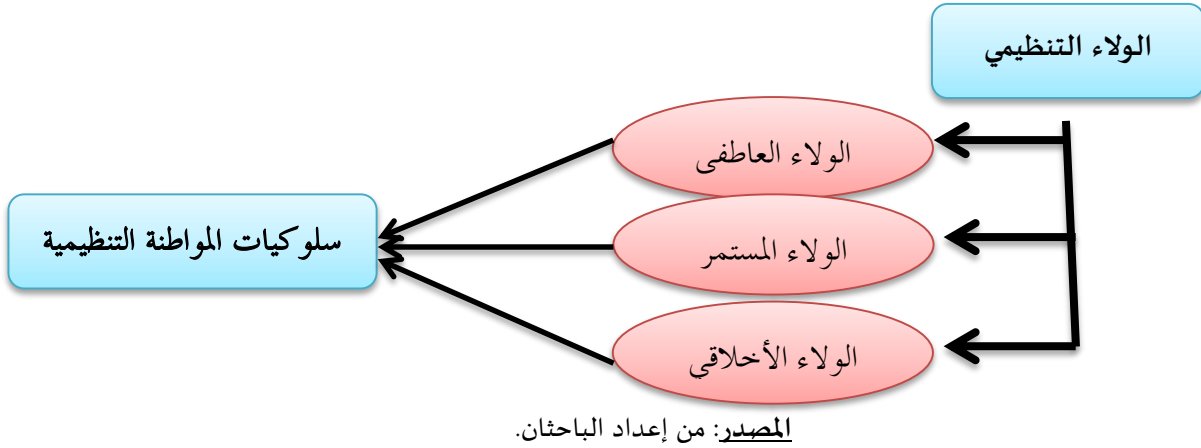 الولاء التنظيمي
الولاء العاطفى
سلوكيات المواطنة التنظيمية
الولاء المستمر
الولاء الأخلاقي
المصدر: من إعداد الباحثان.